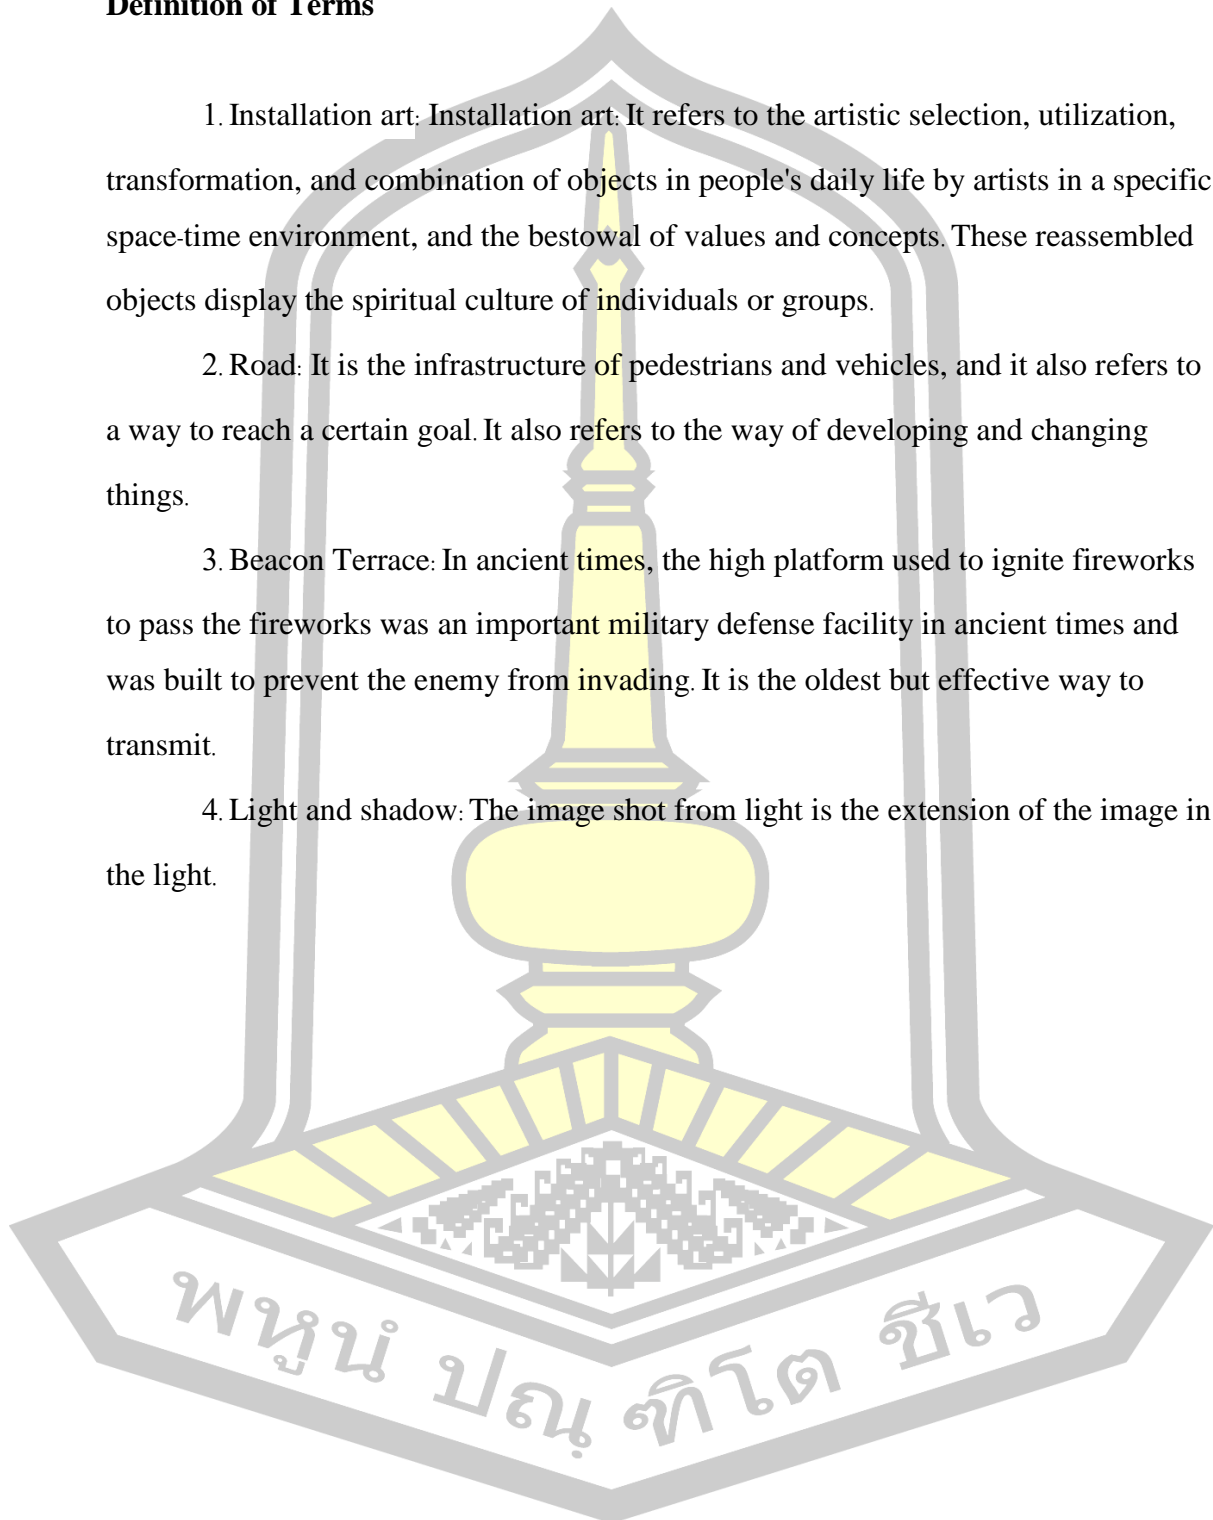 Definition of Terms
1. Installation art: Installation art: It refers to the artistic selection, utilization,
transformation, and combination of objects in people's daily life by artists in a specific
space-time environment, and the bestowal of values and concepts. These reassembled
objects display the spiritual culture of individuals or groups.
2. Road: It is the infrastructure of pedestrians and vehicles, and it also refers to
a way to reach a certain goal. It also refers to the way of developing and changing
things.
3. Beacon Terrace: In ancient times, the high platform used to ignite fireworks
to pass the fireworks was an important military defense facility in ancient times and
was built to prevent the enemy from invading. It is the oldest but effective way to
transmit.
4. Light and shadow: The image shot from light is the extension of the image in
the light.
พหูนํ ปณฺ ฑิโต ชีเว